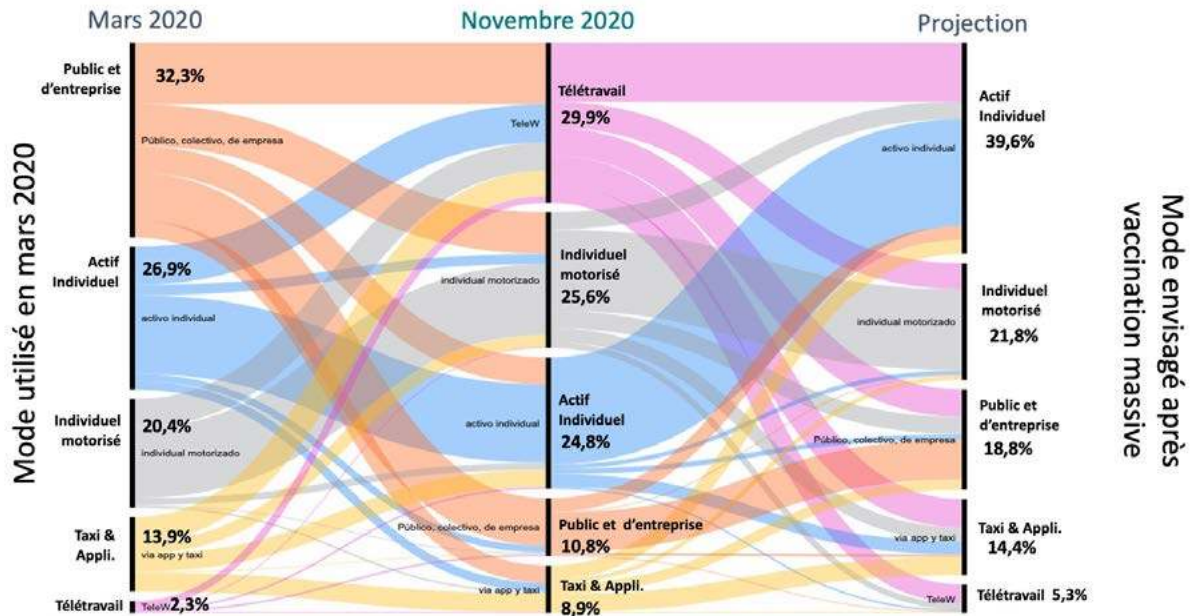 Mars 2020
Novembre 2020
Projection
Mode utilisé en mars 2020
Public et
d’entreprise
32,3%
Público, colectivo, de empresa
Actif
Individuel
26,9%
activo individual
Individuel
motorisé
20,4%
individual motorizado
Taxi &
Appli.
13,9%
via app y taxi
Télétravail
TeleW
2,3%
Télétravail
29,9%
TeleW
Individuel
motorisé
25,6%
individual motorizado
Actif
Individuel
24,8%
activo individual
Público, colectivo, de empresa
Public et d’entreprise
10,8%
via app y taxi
Taxi & Appli.
8,9%
Actif
Individuel
39,6%
activo individual
Individuel
motorisé
21,8%
individual motorizado
Public et
d’entreprise
18,8%
Público, colectivo, de empresa
Taxi & Appli.
14,4%
via app y taxi
Télétravail 5,3%
TeleW
Mode envisagé après
vaccination massive